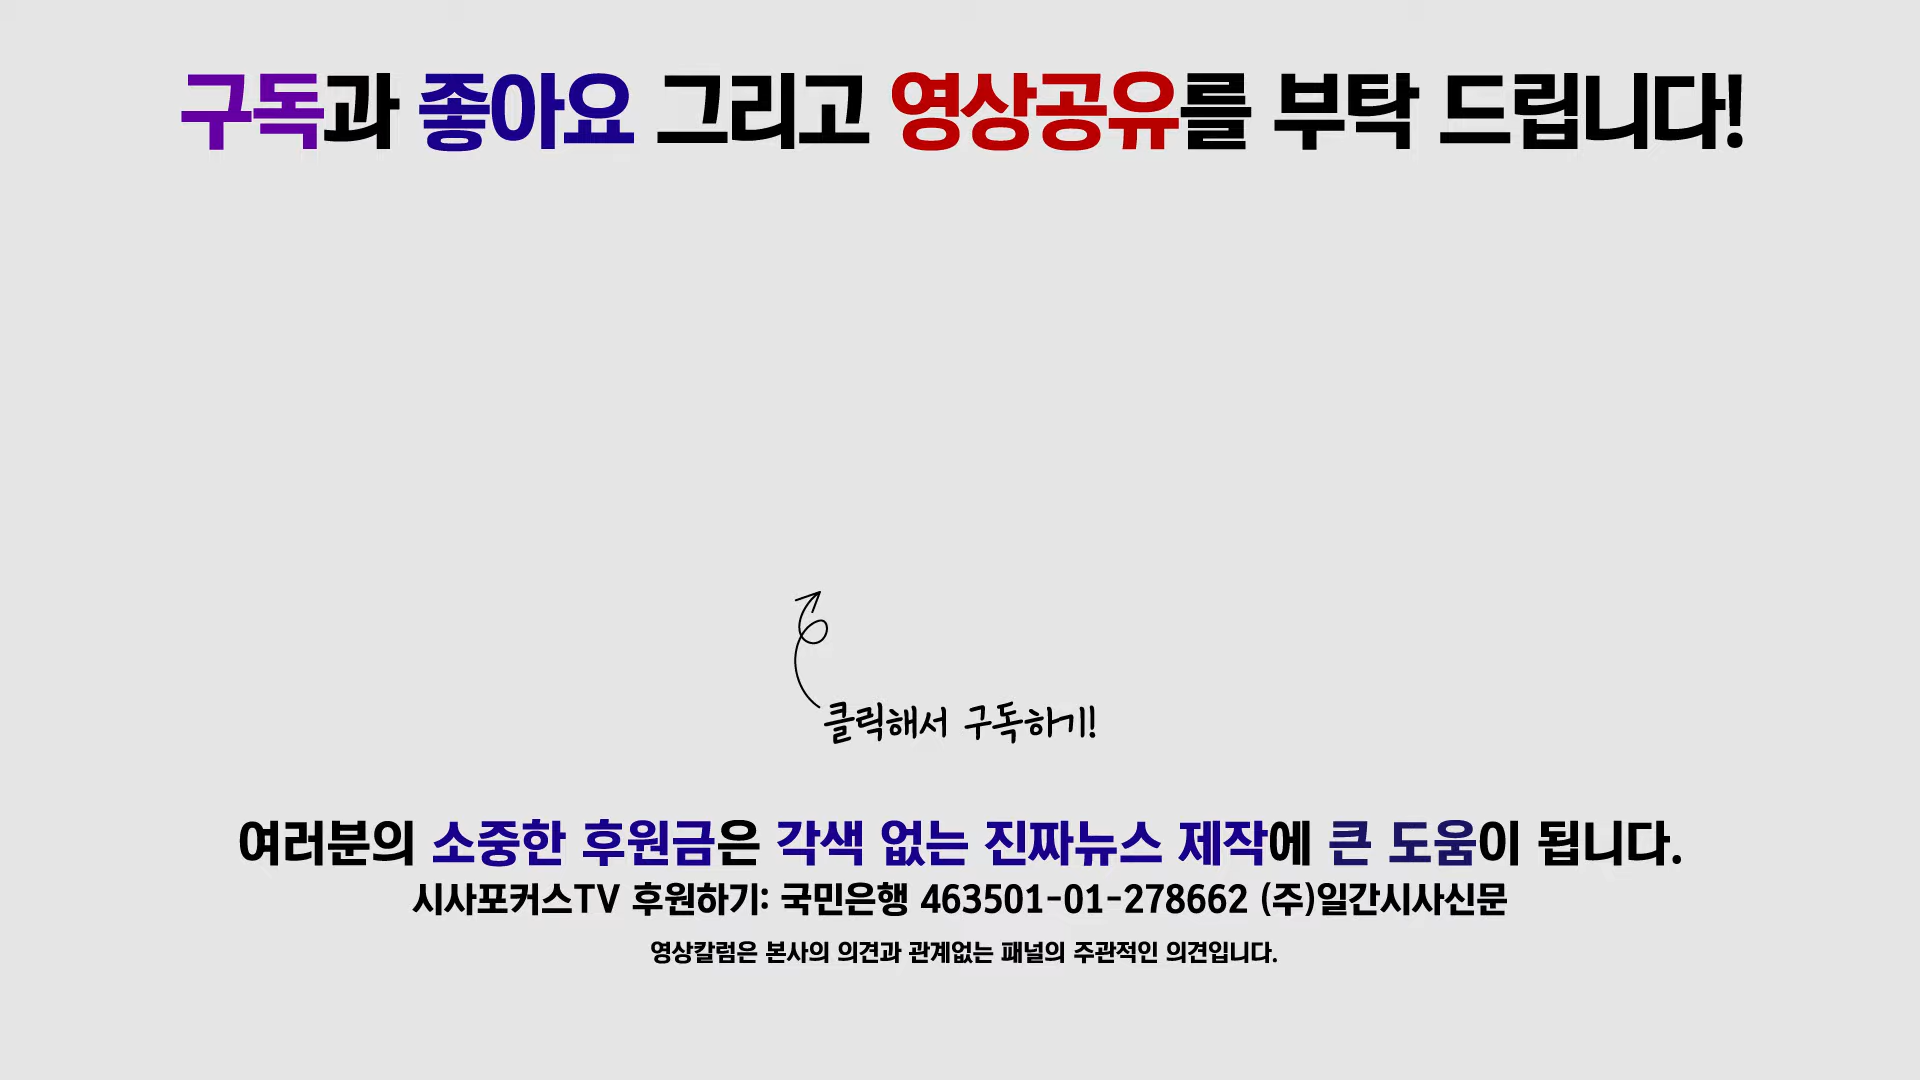 구독과 좋아요 그리고 영상공유를 부탁 드립니다!
클릭해서 구독하기!
여러분의 소중한 후원금은 각색 없는 진짜뉴스 제작에 큰 도움이 됩니다.
시사포커스TV 후원하기: 국민은행 463501-01-278662 (주)일간시사신문
영상칼럼은 본사의 의견과 관계없는 패널의 주관적인 의견입니다.